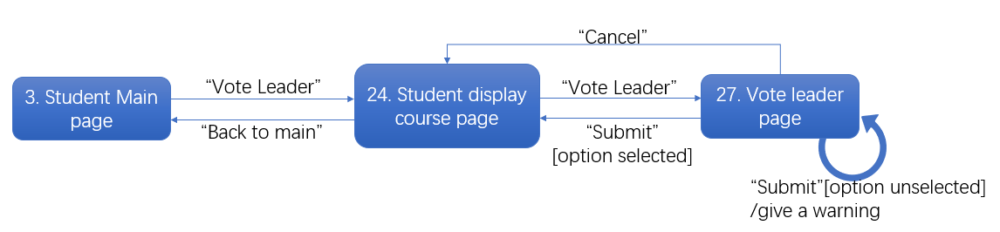 “Cancel”
“Vote Leader”
“Vote Leader”
3. Student Main
page
24. Student display
course page
27. Vote leader
page
“Back to main”
“Submit”
[option selected]
“Submit”[option unselected]
/give a warning